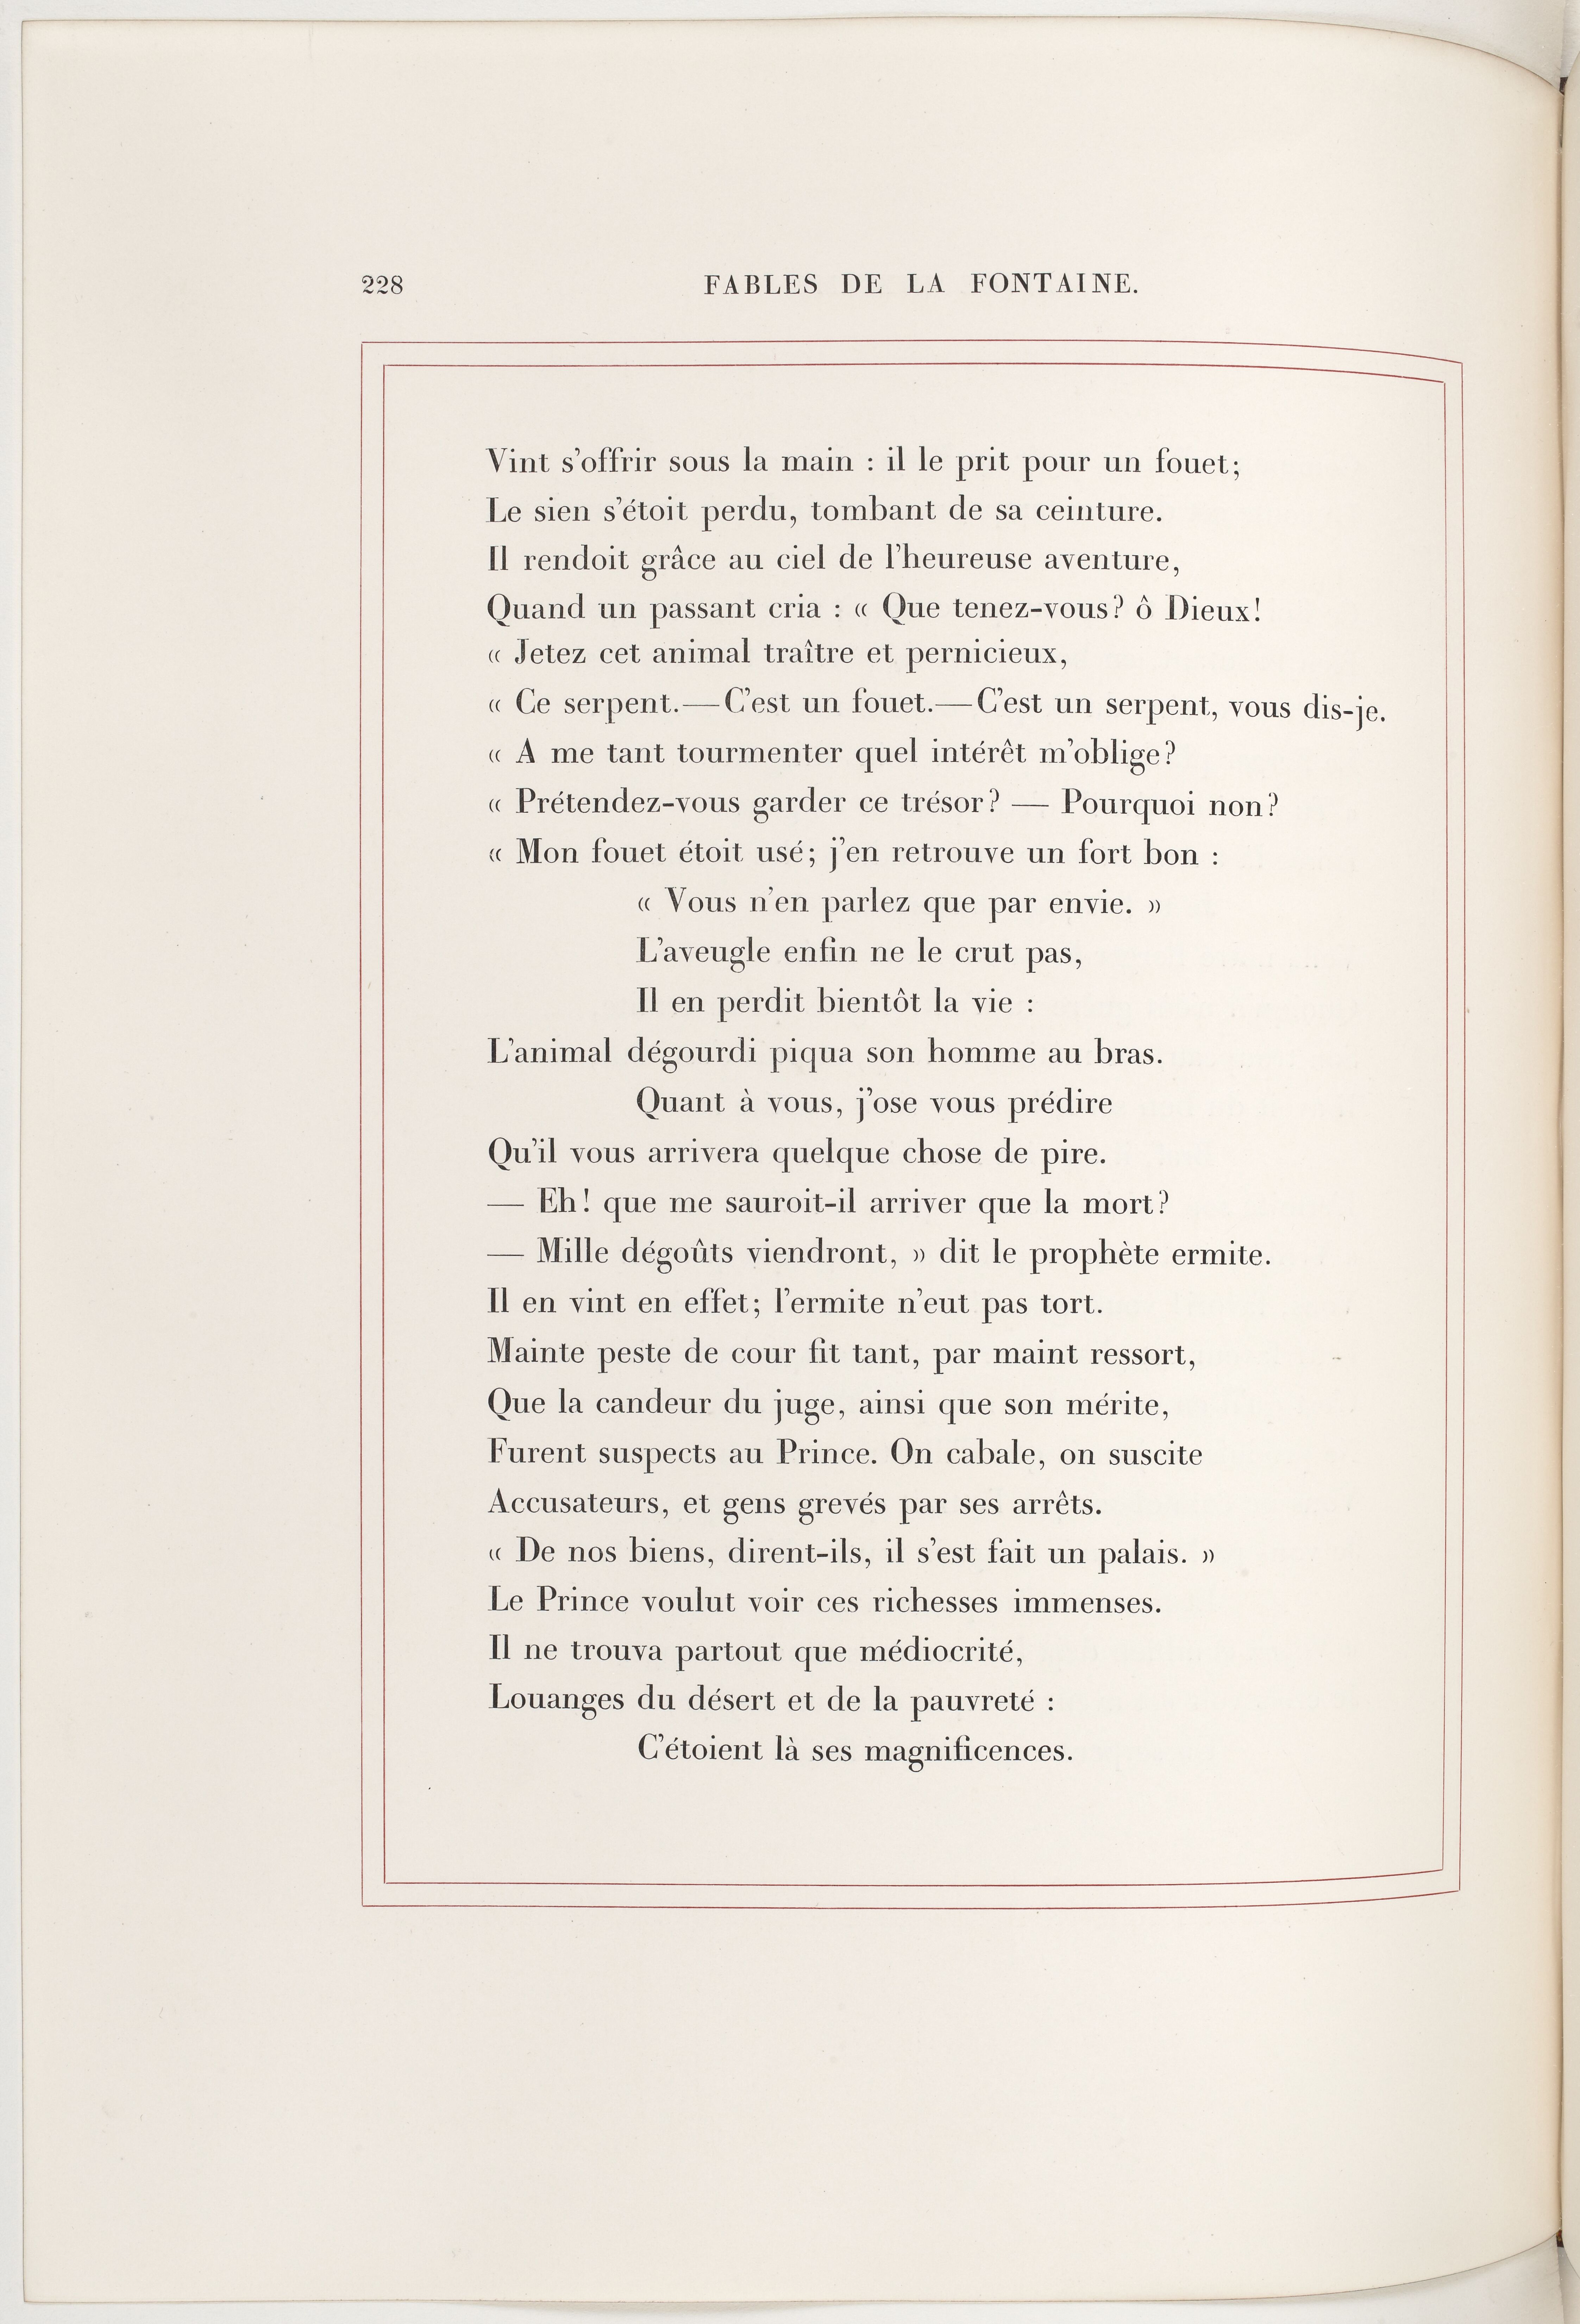 228
FABLES DE LA FONTAINE.
Vint s'offrir sous la main : il le prit pour un fouet;
Le sien s'étoit perdu, tombant de sa ceinture.
Il rendoit grâce au ciel de l'heureuse aventure,
Quand un passant cria : « Que tenez-vous? ô Dieux!
« Jetez cet animal traître et pernicieux,
« Ce serpent.—C'est un fouet.—C'est un serpent, vous dis-je.
« A me tant tourmenter quel intérêt m'oblige?
« Prétendez-vous garder ce trésor? — Pourquoi non?
« Mon fouet étoit usé; j'en retrouve un fort bon :
« Vous n'en parlez que par envie. »
L'aveugle enfin ne le crut pas,
Il en perdit bientôt la vie :
L'animal dégourdi piqua son homme au bras.
Quant à vous, j'ose vous prédire
Qu'il vous arrivera quelque chose de pire.
— Eh! que me sauroit-il arriver que la mort?
— Mille dégoûts viendront, » dit le prophète ermite.
Il en vint en effet; l'ermite n'eut pas tort.
Mainte peste de cour fit tant, par maint ressort,
Que la candeur du juge, ainsi que son mérite,
Furent suspects au Prince. On cabale, on suscite
Accusateurs, et gens grevés par ses arrêts.
« De nos biens, dirent-ils, il s'est fait un palais. »
Le Prince voulut voir ces richesses immenses.
Il ne trouva partout que médiocrité,
Louanges du désert et de la pauvreté :
C'étoient là ses magnificences.